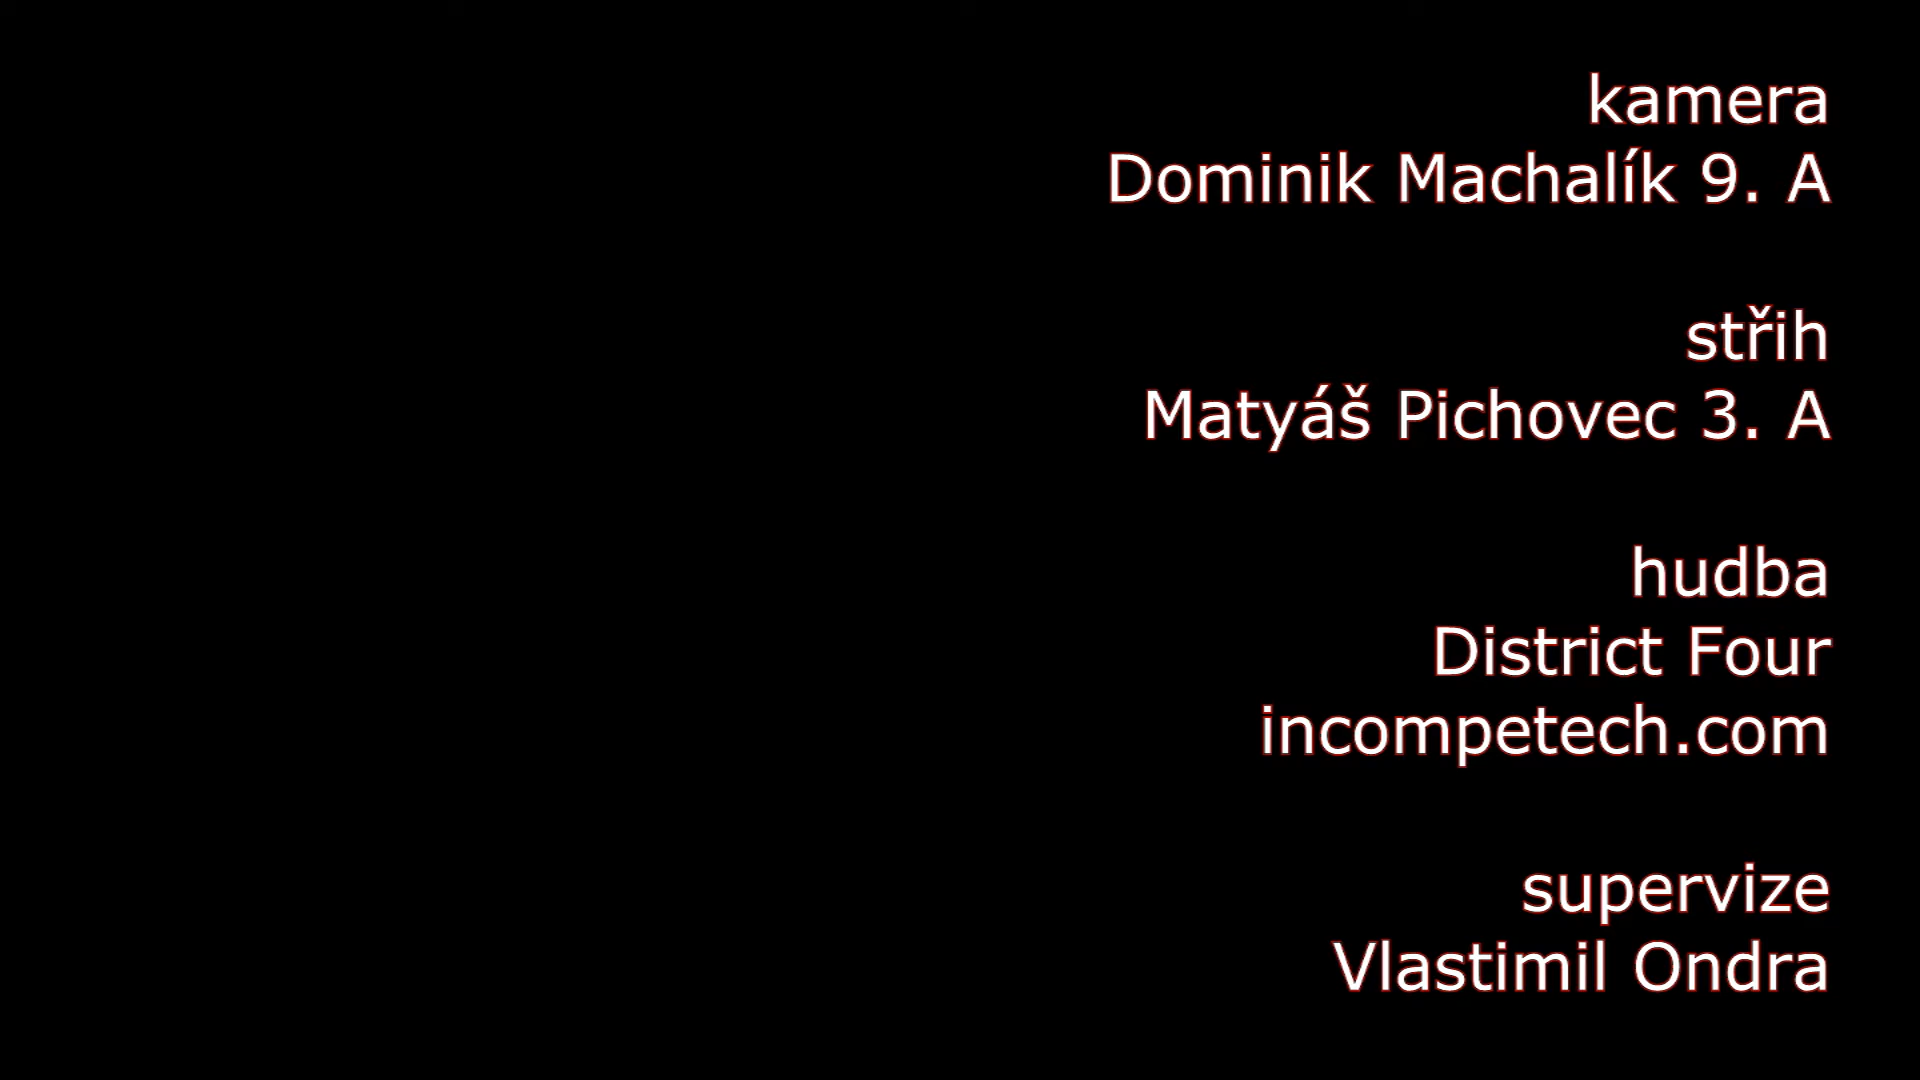 kamera
Dominik Machalík 9. A
střih
Matyáš Pichovec 3. A
hudba
District Four
incompetech.com
supervize
Vlastimil Ondra